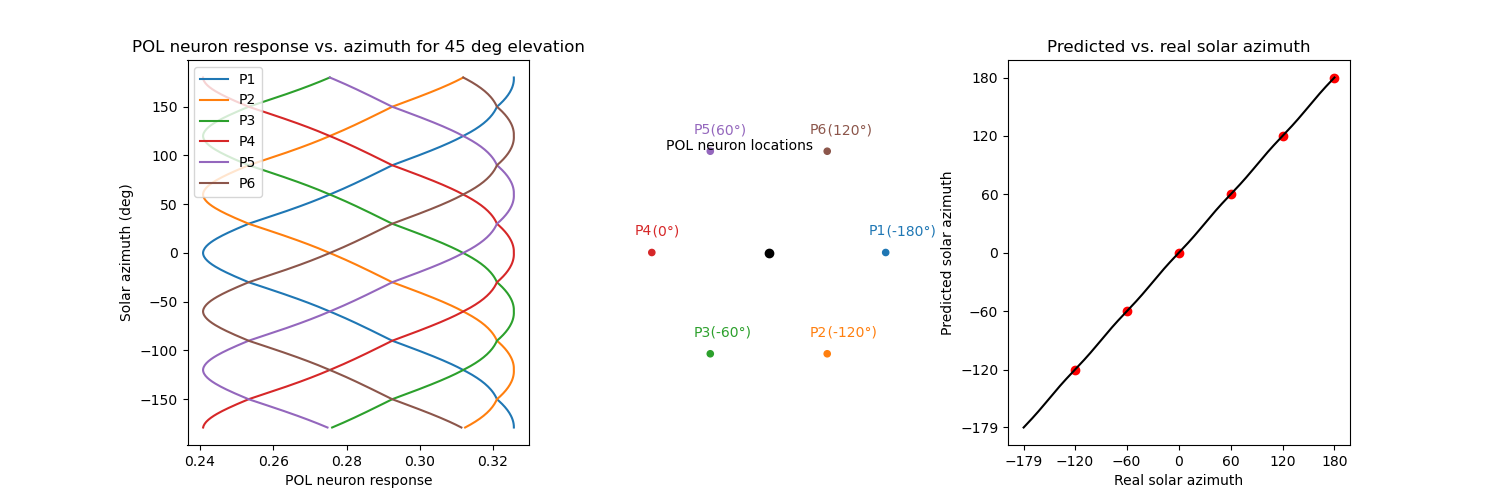 POL neuron response vs. azimuth for 45 deg elevation
P1
P2
P3
P4
P5
P6
150
100
50
0
−50
−100
−150
Solar azimuth (deg)
0.24
0.26
0.28
0.30
0.32
POL neuron response
P5(60°)
P6(120°)
POL neuron locations
P4(0°)
P1(-180°)
P3(-60°)
P2(-120°)
Predicted vs. real solar azimuth
180
120
60
0
−60
−120
−179
Predicted solar azimuth
−179
−120
−60
0
60
120
180
Real solar azimuth